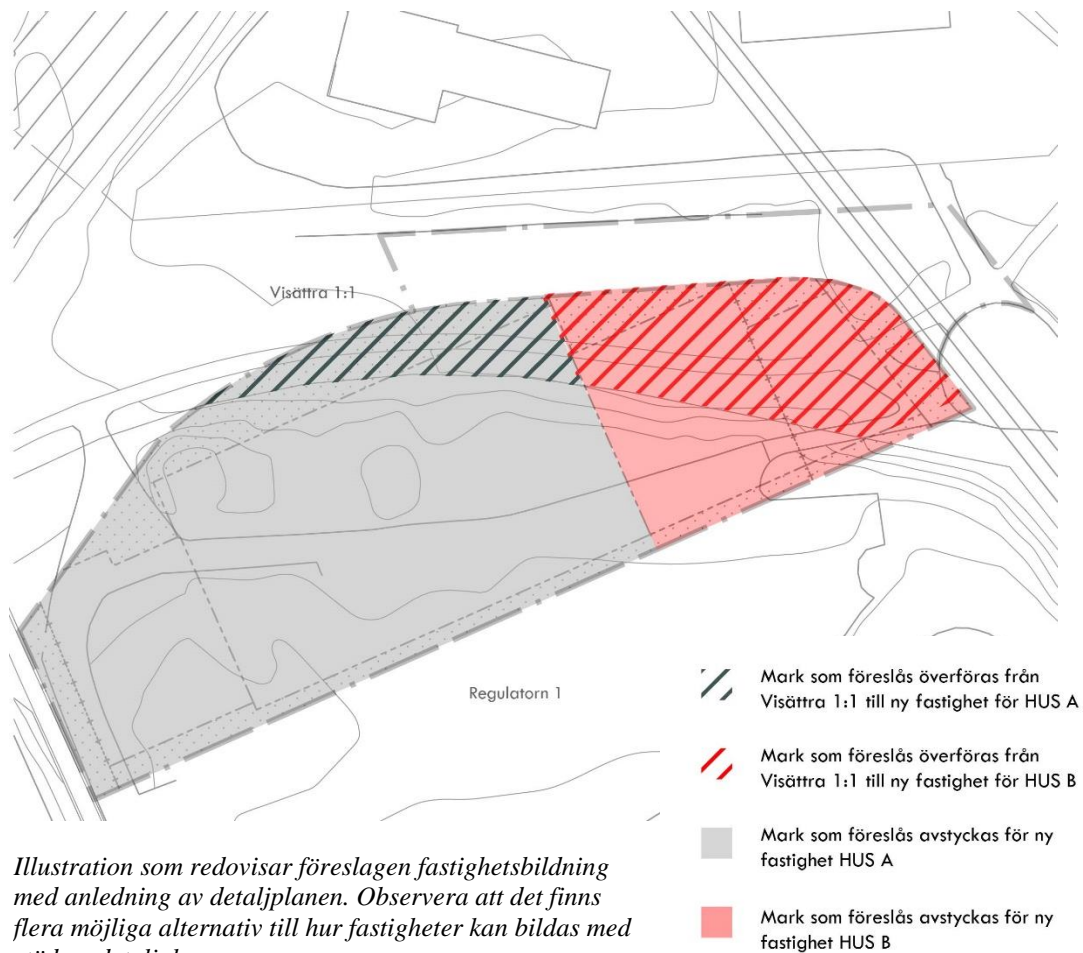 Visättra 1:1
Regulatorn 1
Mark som föreslås överföras från
Visättra 1:1 till ny fastighet för HUS A
Mark som föreslås överföras från
Visättra 1:1 till ny fastighet för HUS B
Mark som föreslås avstyckas för ny
fastighet HUS A
Mark som föreslås avstyckas för ny
fastighet HUS B
Illustration som redovisar föreslagen fastighetsbildning
med anledning av detaljplanen. Observera att det finns
flera möjliga alternativ till hur fastigheter kan bildas med